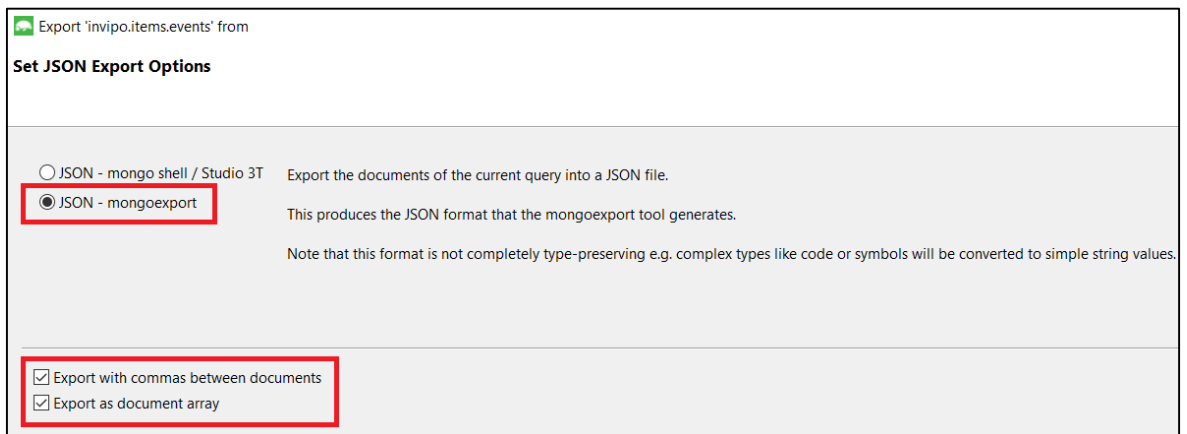 Export 'invipo.items.events' from
Set JSON Export Options
JSON - mongo shell / Studio 3T
JSON - mongoexport
Export the documents of the current query into a JSON file.
This produces the JSON format that the mongoexport tool generates.
Note that this format is not completely type-preserving e.g. complex types like code or symbols will be converted to simple string values.
Export with commas between documents
Export as document array